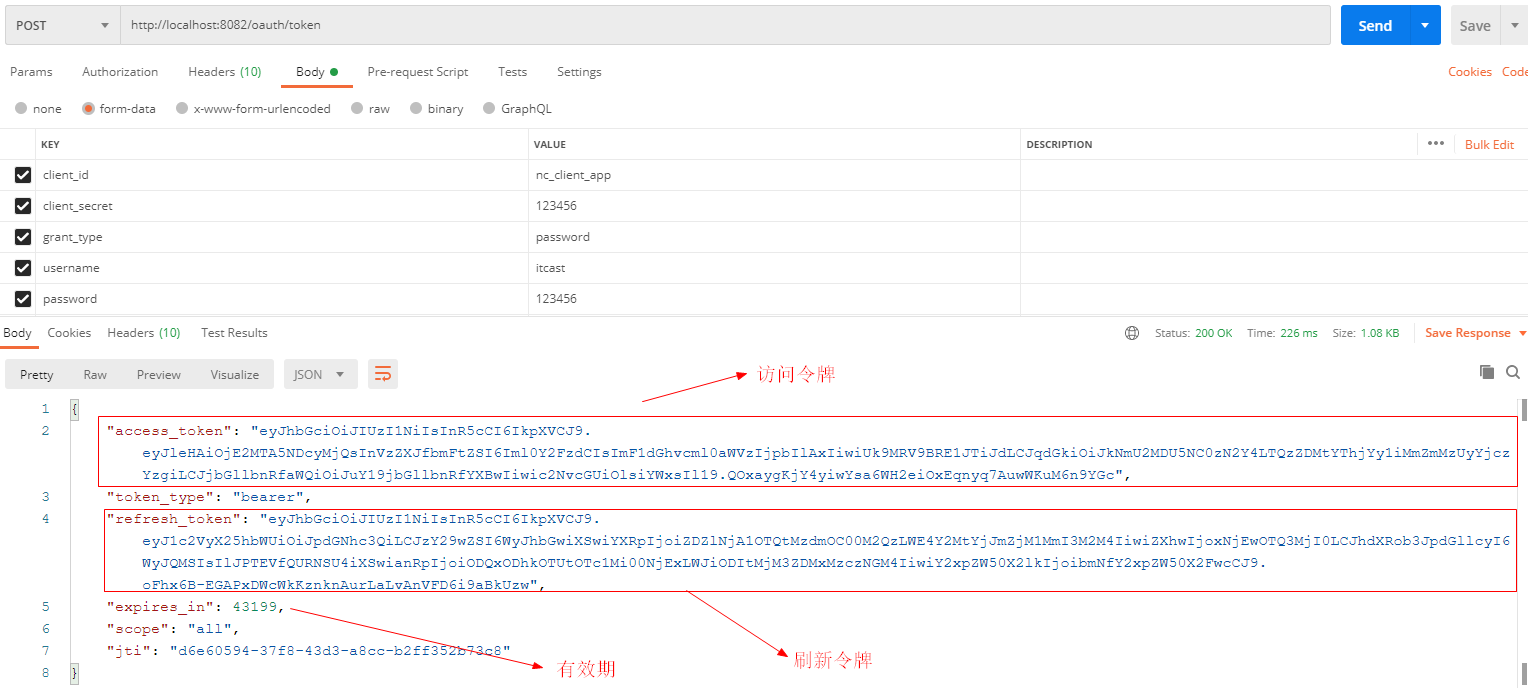 POST http://localhost:8082/oauth/token Send Save
Params Authorization Headers (10) Body Pre-request Script Tests Settings Cookies Code
none form-data x-www-form-urlencoded raw binary GraphQL
KEY VALUE DESCRIPTION ••• Bulk Edit
client_id nc_client_app
client_secret 123456
grant_type password
username itcast
password 123456
Body Cookies Headers (10) Test Results Status: 200 OK Time: 226 ms Size: 1.08 KB Save Response
Pretty Raw Preview Visualize JSON
访问令牌
1 {
2 "access_token": "eyJhbGciOiJIUzI1NiIsInR5cCI6IkpXVCJ9.
eyJleHAiOjE2MTA5NDcyMjQsInVzZXJfbmFtZSI6Iml0Y2FzdCIsImF1dGhvcml0aWVzIjpbIlAxIiwiUk9MRV9BRE1JTiJdLCJqdGkiOiJkNmU2MDU5NC0zN2Y4LTQzZDMtYThjYy1iMmZmMzUyYjcz
YzgiLCJjbGllbnRfaWQiOiJuY19jbGllbnRfYXBwIiwic2NvcGUiOlsiYWxsIl19.QOxaygKjY4yiwYsa6WH2eiOxEqnyq7AuwWKuM6n9YGc",
3 "token_type": "bearer",
4 "refresh_token": "eyJhbGciOiJIUzI1NiIsInR5cCI6IkpXVCJ9.
eyJ1c2VyX25hbWUiOiJpdGNhc3QiLCJzY29wZSI6WyJhbGwiXSwiYXRpIjoiZDZlNjA1OTQtMzdmOC00M2QzLWE4Y2MtYjJmZjM1MmI3M2M4IiwiZXhwIjoxNjEwOTQ3MjI0LCJhdXRob3JpdGllcyI6
WyJQMSIsIlJPTEVfQURNSU4iXSwianRpIjoiODQxODhkOTUtOTc1Mi00NjExLWJiODItMjM3ZDMxMzczNGM4IiwiY2xpZW50X2lkIjoibmNfY2xpZW50X2FwcCJ9.
oFhx6B-EGAPxDWcWkKznknAurLaLvAnVFD6i9aBkUzw",
5 "expires_in": 43199,
6 "scope": "all",
7 "jti": "d6e60594-37f8-43d3-a8cc-b2ff352b73c8"
刷新令牌
有效期
8 }